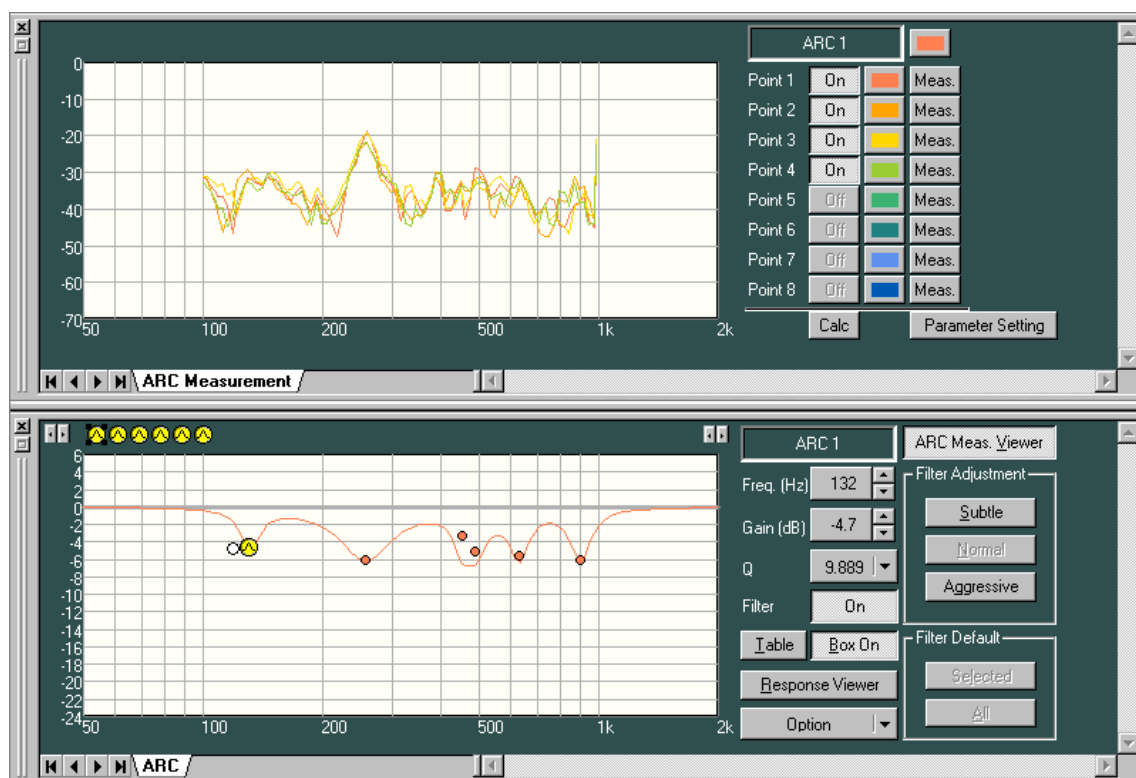 ARC 1
0
-10
-20
-30
-40
-50
-60
-70
50 100 200 500 1k 2k
Point 1 On Meas.
Point 2 On Meas.
Point 3 On Meas.
Point 4 On Meas.
Point 5 Off Meas.
Point 6 Off Meas.
Point 7 Off Meas.
Point 8 Off Meas.
Calc Parameter Setting
ARC Measurement
6
4
2
0
-2
-4
-6
-8
-10
-12
-14
-16
-18
-20
-22
-24
50 100 200 500 1k 2k
ARC 1
Freq. (Hz) 132
Gain (dB) -4.7
Q 9.889
Filter On
Table Box On
Response Viewer
Option
ARC Meas. Viewer
Filter Adjustment
Subtle
Normal
Aggressive
Filter Default
Selected
All
ARC